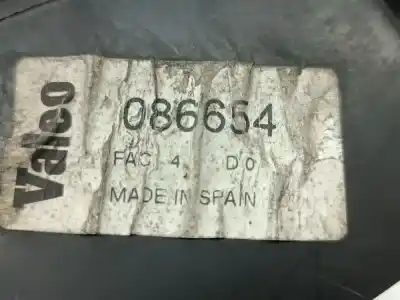 Valeo
086654
FAC 4 D0
MADE IN SPAIN